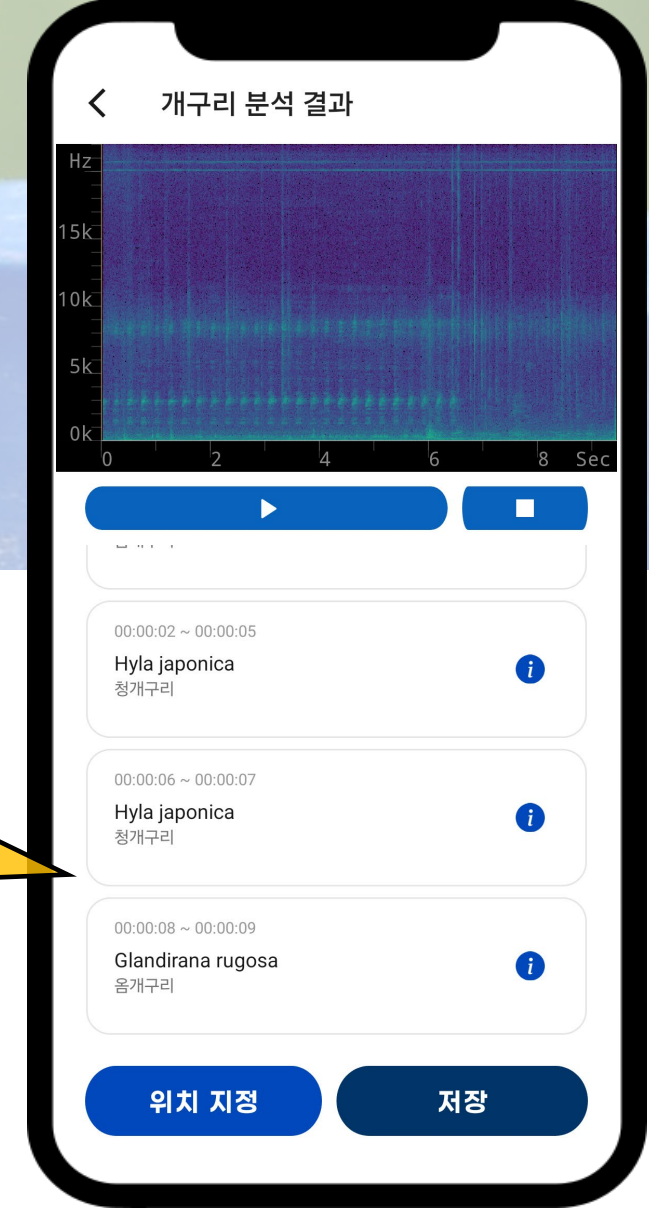 개구리 분석 결과
Hz
15k
10k
5k
0k
0 2 4 6 8 Sec
00:00:02 ~ 00:00:05
Hyla japonica
청개구리
00:00:06 ~ 00:00:07
Hyla japonica
청개구리
00:00:08 ~ 00:00:09
Glandirana rugosa
옴개구리
위치 지정 저장